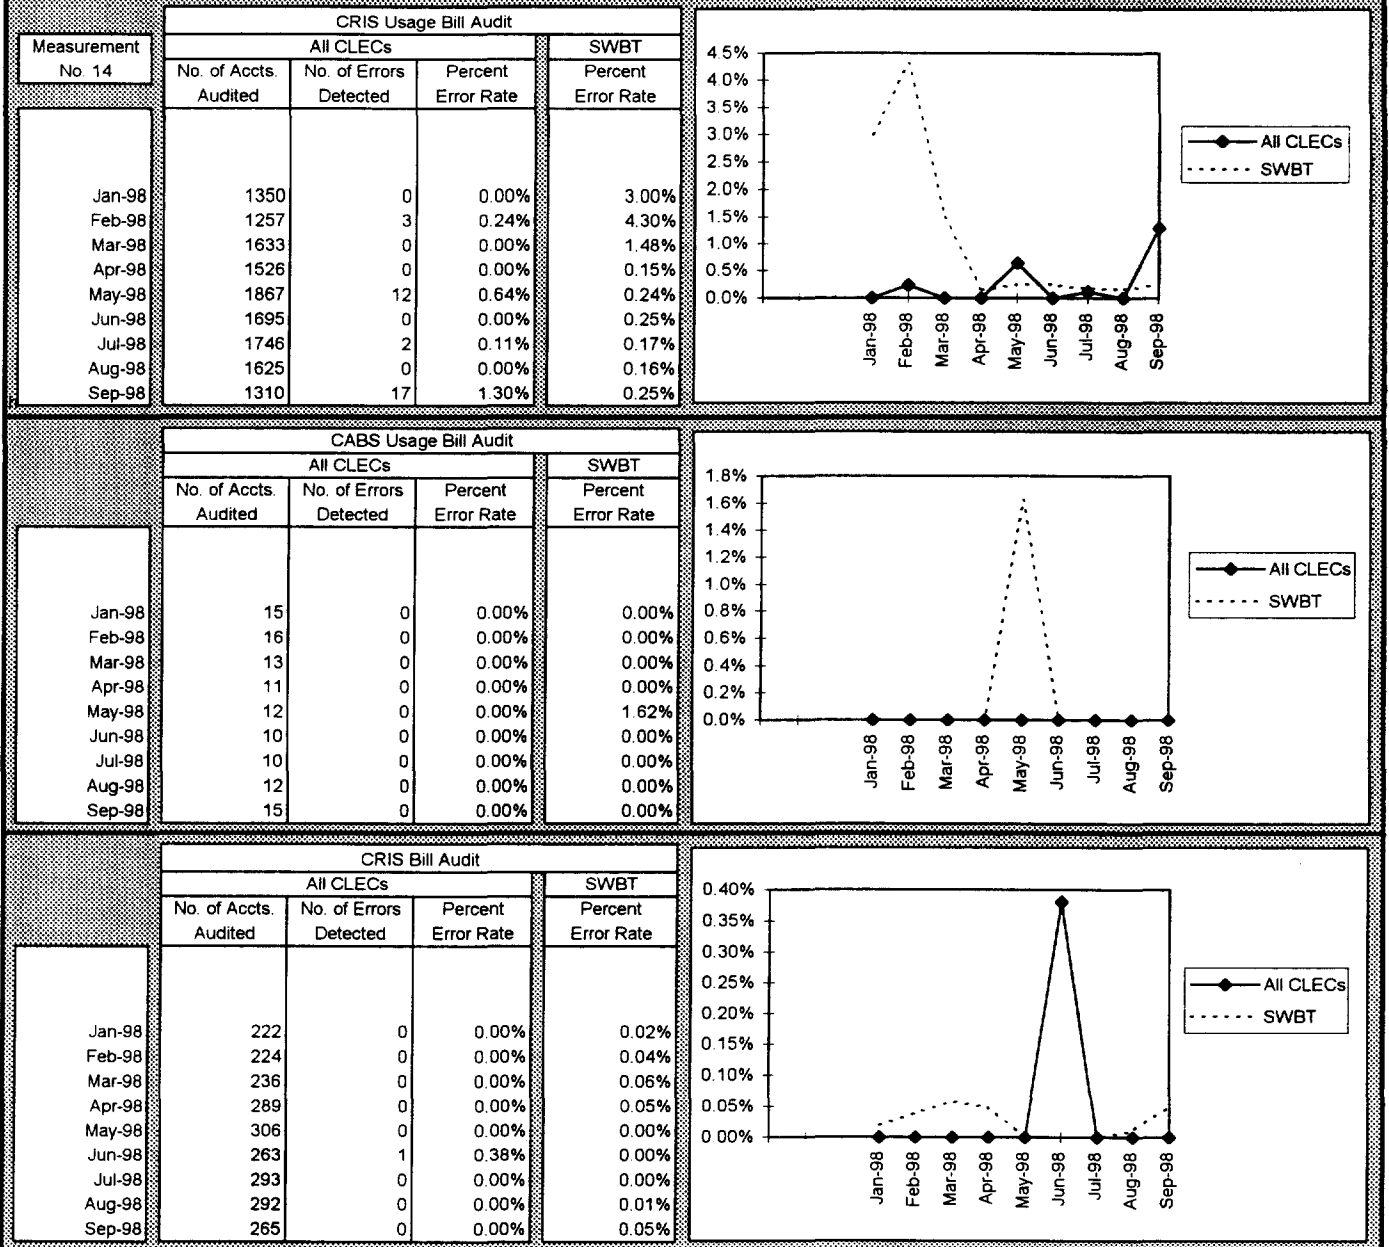 CRIS Usage Bill Audit
Measurement No. 14
All CLECs SWBT
No. of Accts. Audited No. of Errors Detected Percent Error Rate Percent Error Rate
Jan-98 1350 0 0.00% 3.00%
Feb-98 1257 3 0.24% 4.30%
Mar-98 1633 0 0.00% 1.48%
Apr-98 1526 0 0.00% 0.15%
May-98 1867 12 0.64% 0.24%
Jun-98 1695 0 0.00% 0.25%
Jul-98 1746 2 0.11% 0.17%
Aug-98 1625 0 0.00% 0.16%
Sep-98 1310 17 1.30% 0.25%
4.5%
4.0%
3.5%
3.0%
2.5%
2.0%
1.5%
1.0%
0.5%
0.0%
Jan-98 Feb-98 Mar-98 Apr-98 May-98 Jun-98 Jul-98 Aug-98 Sep-98
All CLECs
SWBT
CABS Usage Bill Audit
All CLECs SWBT
No. of Accts. Audited No. of Errors Detected Percent Error Rate Percent Error Rate
Jan-98 15 0 0.00% 0.00%
Feb-98 16 0 0.00% 0.00%
Mar-98 13 0 0.00% 0.00%
Apr-98 11 0 0.00% 0.00%
May-98 12 0 0.00% 1.62%
Jun-98 10 0 0.00% 0.00%
Jul-98 10 0 0.00% 0.00%
Aug-98 12 0 0.00% 0.00%
Sep-98 15 0 0.00% 0.00%
1.8%
1.6%
1.4%
1.2%
1.0%
0.8%
0.6%
0.4%
0.2%
0.0%
Jan-98 Feb-98 Mar-98 Apr-98 May-98 Jun-98 Jul-98 Aug-98 Sep-98
All CLECs
SWBT
CRIS Bill Audit
All CLECs SWBT
No. of Accts. Audited No. of Errors Detected Percent Error Rate Percent Error Rate
Jan-98 222 0 0.00% 0.02%
Feb-98 224 0 0.00% 0.04%
Mar-98 236 0 0.00% 0.06%
Apr-98 289 0 0.00% 0.05%
May-98 306 0 0.00% 0.00%
Jun-98 263 1 0.38% 0.00%
Jul-98 293 0 0.00% 0.00%
Aug-98 292 0 0.00% 0.01%
Sep-98 265 0 0.00% 0.05%
0.40%
0.35%
0.30%
0.25%
0.20%
0.15%
0.10%
0.05%
0.00%
Jan-98 Feb-98 Mar-98 Apr-98 May-98 Jun-98 Jul-98 Aug-98 Sep-98
All CLECs
SWBT